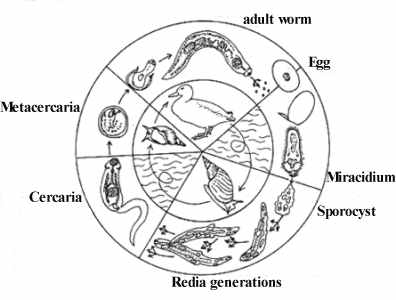 adult worm
Egg
Metacercaria
Miracidium
Cercaria
Sporocyst
Redia generations